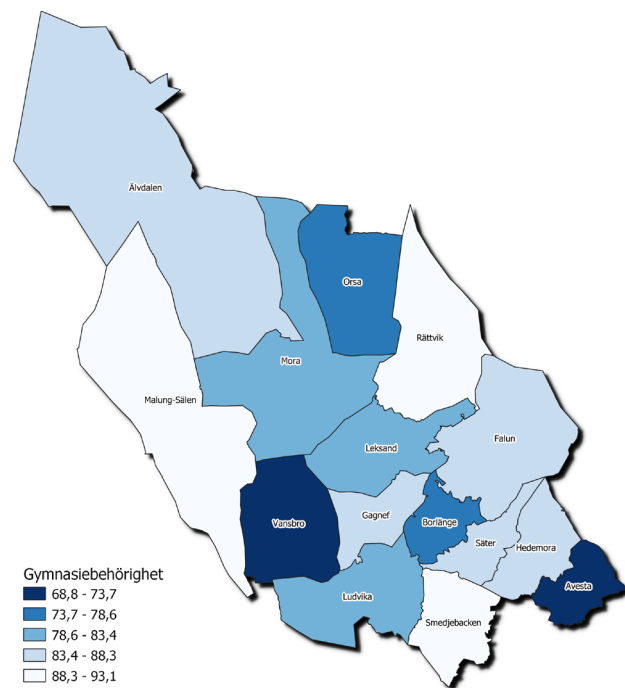 Älvdalen
Orsa
Rättvik
Mora
Malung-Sälen
Falun
Leksand
Gagnef
Borlänge
Vansbro
Säter
Hedemora
Avesta
Ludvika
Smedjebacken
Gymnasiebehörighet
68,8 - 73,7
73,7 - 78,6
78,6 - 83,4
83,4 - 88,3
88,3 - 93,1